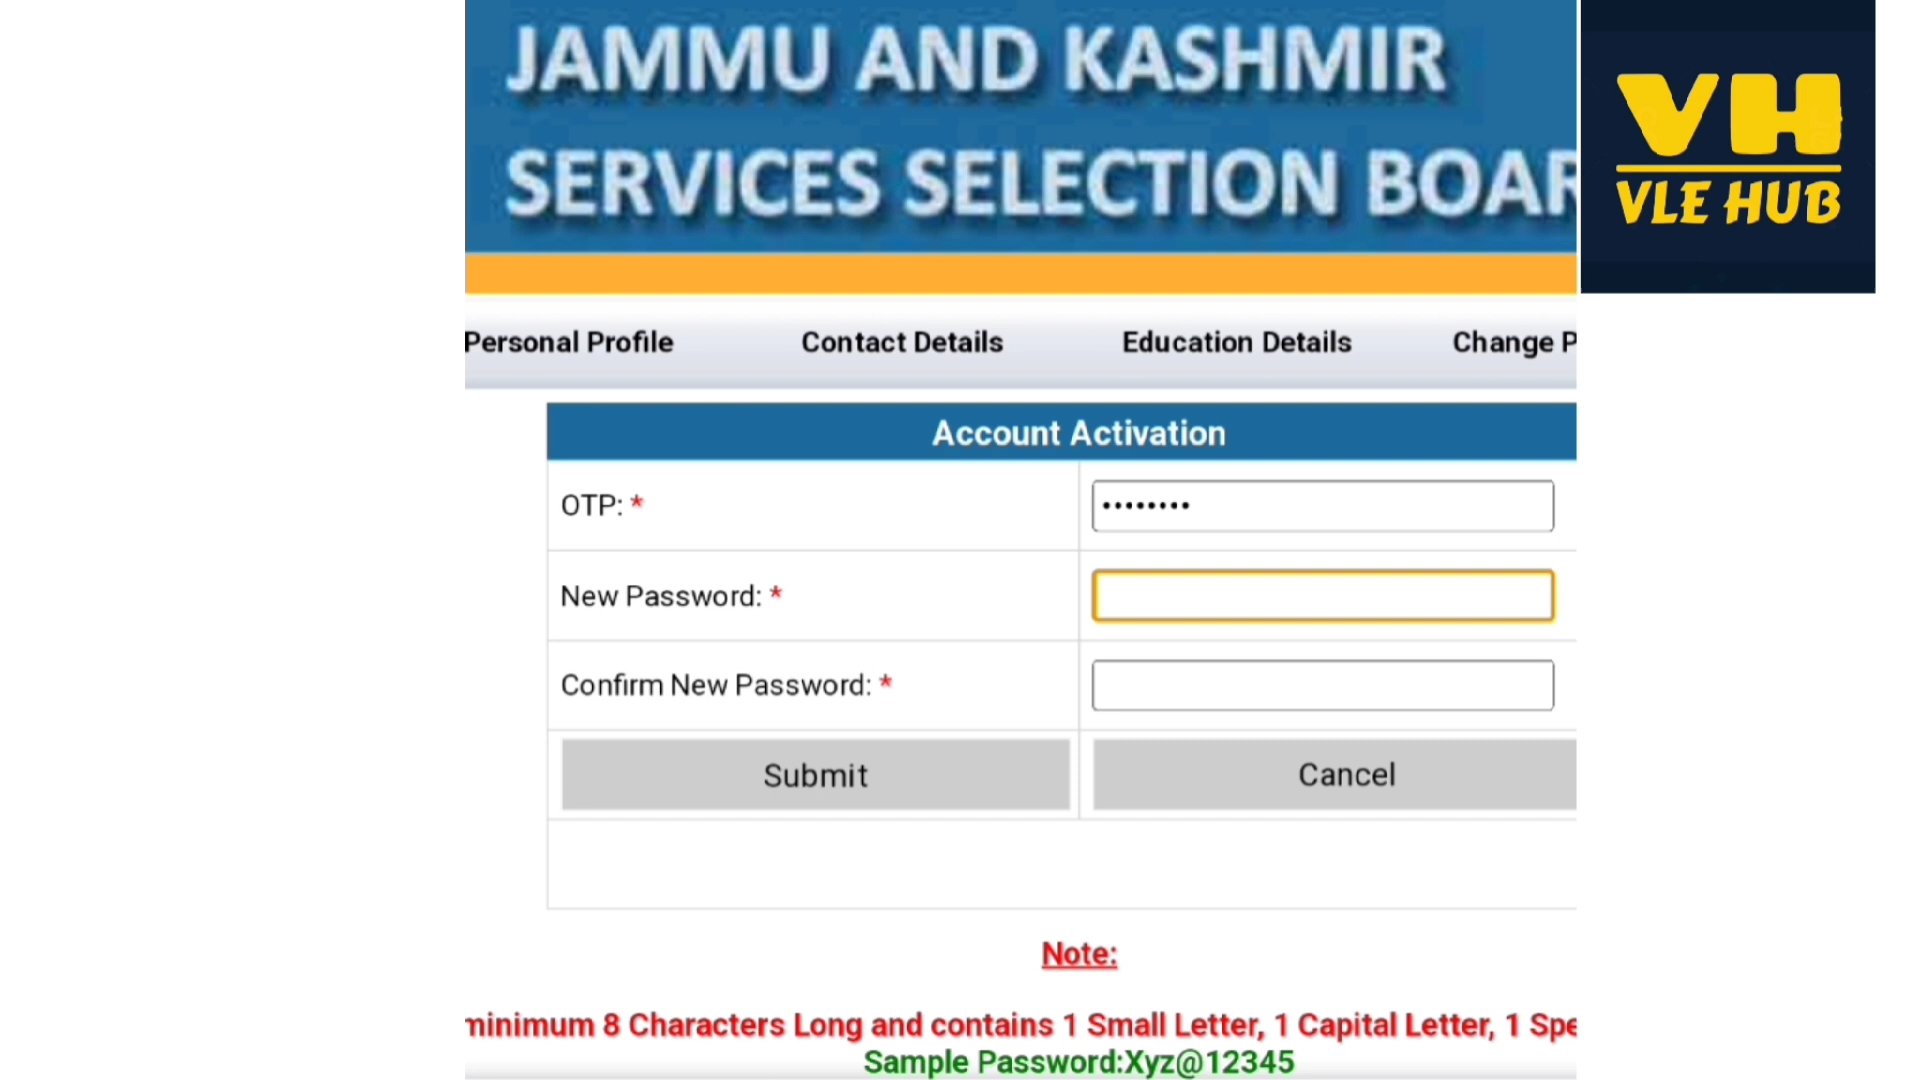 JAMMU AND KASHMIR
SERVICES SELECTION BOAR
VH
VLE HUB
Personal Profile Contact Details Education Details Change P
Account Activation
OTP: * ••••••••
New Password: *
Confirm New Password: *
Submit Cancel
Note:
minimum 8 Characters Long and contains 1 Small Letter, 1 Capital Letter, 1 Spe
Sample Password:Xyz@12345